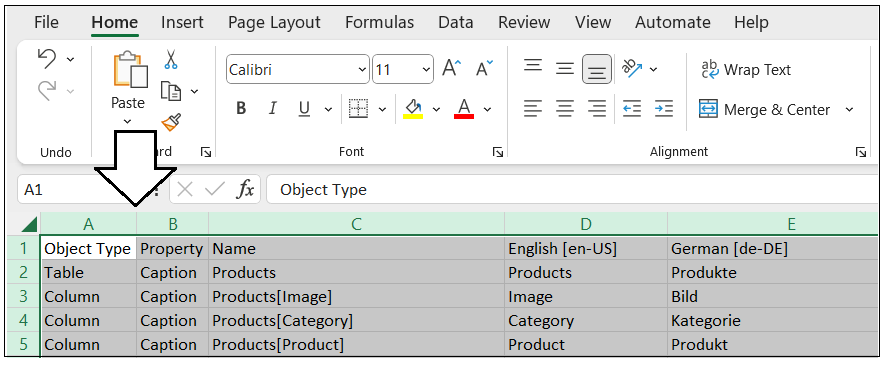 File Home Insert Page Layout Formulas Data Review View Automate Help
Calibri 11 A A ab Wrap Text
Paste B I U A ab c Merge & Center
Undo Font Alignment
A1 fx Object Type
A B C D E
1 Object Type Property Name English [en-US] German [de-DE]
2 Table Caption Products Products Produkte
3 Column Caption Products[Image] Image Bild
4 Column Caption Products[Category] Category Kategorie
5 Column Caption Products[Product] Product Produkt